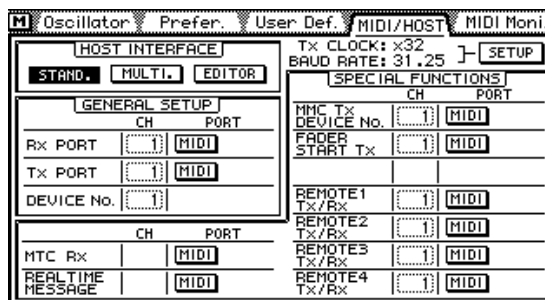 M Oscillator Prefer. User Def. MIDI/HOST MIDI Moni.
HOST INTERFACE
STAND. MULTI. EDITOR
Tx CLOCK: x32
BAUD RATE: 31.25 SETUP
GENERAL SETUP
CH PORT
Rx PORT 1 MIDI
Tx PORT 1 MIDI
DEVICE No. 1
CH PORT
MTC Rx MIDI
REALTIME
MESSAGE MIDI
SPECIAL FUNCTIONS
CH PORT
MMC Tx
DEVICE No. 1 MIDI
FADER
START Tx 1 MIDI
REMOTE1
Tx/Rx 1 MIDI
REMOTE2
Tx/Rx 1 MIDI
REMOTE3
Tx/Rx 1 MIDI
REMOTE4
Tx/Rx 1 MIDI